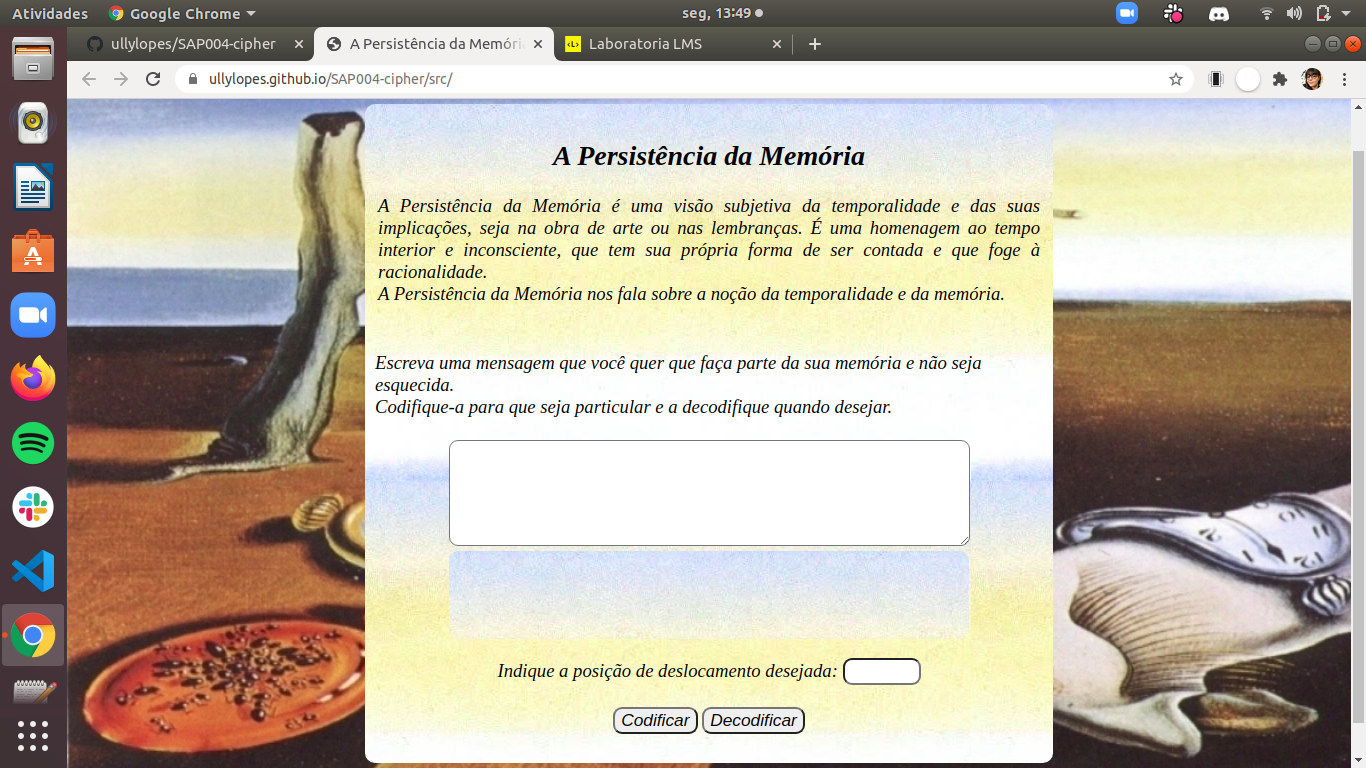 Atividades
Google Chrome
seg, 13:49
ullylopes/SAP004-cipher
A Persistência da Memóri
Laboratoria LMS
ullylopes.github.io/SAP004-cipher/src/
A Persistência da Memória
A Persistência da Memória é uma visão subjetiva da temporalidade e das suas
implicações, seja na obra de arte ou nas lembranças. É uma homenagem ao tempo
interior e inconsciente, que tem sua própria forma de ser contada e que foge à
racionalidade.
A Persistência da Memória nos fala sobre a noção da temporalidade e da memória.
Escreva uma mensagem que você quer que faça parte da sua memória e não seja
esquecida.
Codifique-a para que seja particular e a decodifique quando desejar.
Indique a posição de deslocamento desejada:
Codificar Decodificar